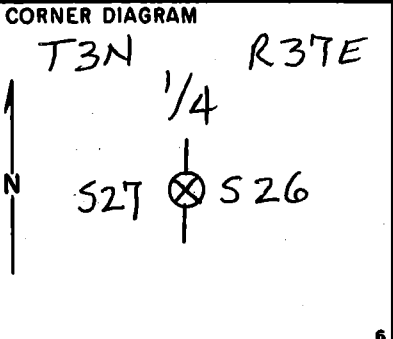 CORNER DIAGRAM
T3N R37E
1/4
N S27 S26
6